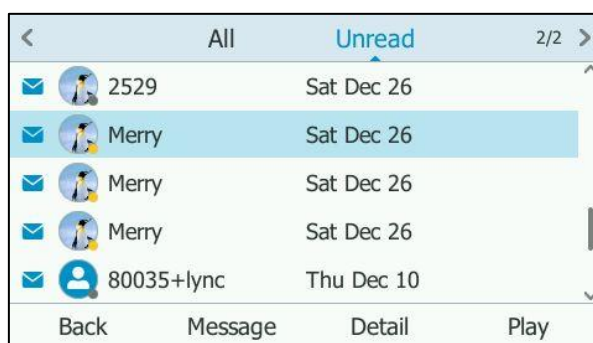 All Unread 2/2
2529 Sat Dec 26
Merry Sat Dec 26
Merry Sat Dec 26
Merry Sat Dec 26
80035+lync Thu Dec 10
Back Message Detail Play